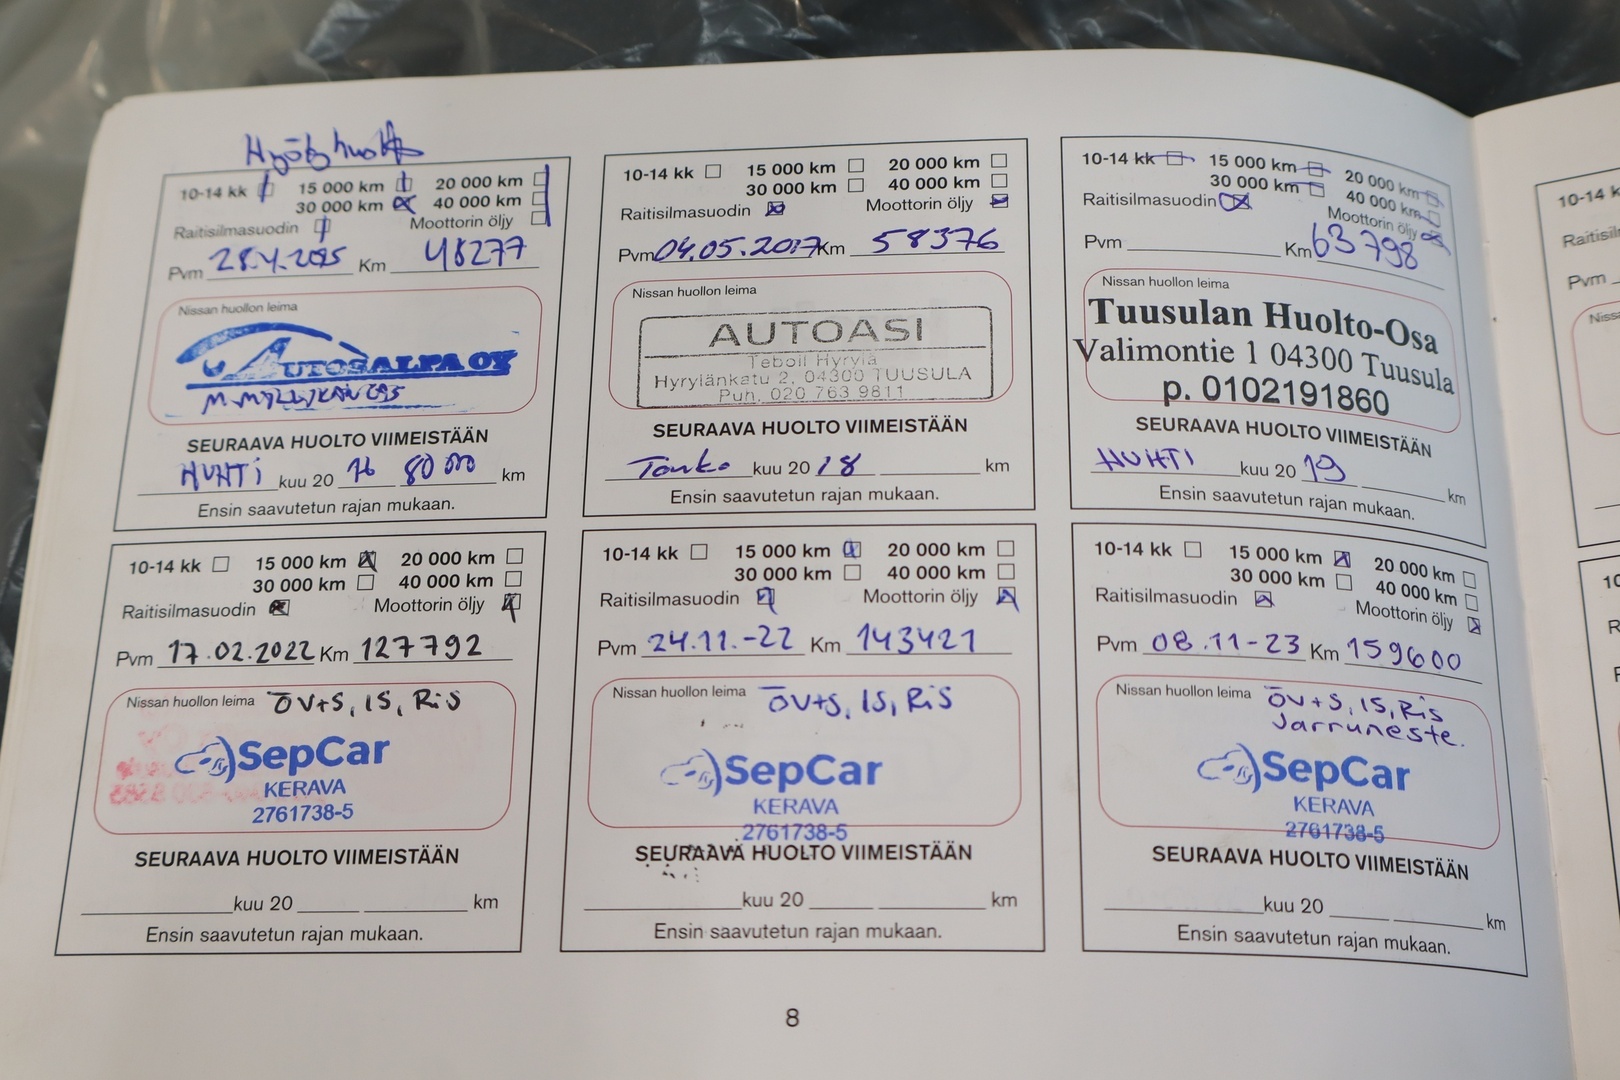 10-14 kk 15 000 km 20 000 km
30 000 km 40 000 km
Raitisilmasuodin Moottorin öljy
Pvm Km 48277
Nissan huollon leima
AUTOSALPA OY
SEURAAVA HUOLTO VIIMEISTÄÄN
HUHTI kuu 20 16 80 000 km
Ensin saavutetun rajan mukaan.
10-14 kk 15 000 km 20 000 km
30 000 km 40 000 km
Raitisilmasuodin Moottorin öljy
Pvm 04.05.2017 Km 58376
Nissan huollon leima
AUTOASI
Teboil Hyrylä
Hyrylänkatu 2, 04300 TUUSULA
Puh. 020 763 9811
SEURAAVA HUOLTO VIIMEISTÄÄN
Touko kuu 20 18 km
Ensin saavutetun rajan mukaan.
10-14 kk 15 000 km 20 000 km
30 000 km 40 000 km
Raitisilmasuodin Moottorin öljy
Pvm Km 63798
Nissan huollon leima
Tuusulan Huolto-Osa
Valimontie 1 04300 Tuusula
p. 0102191860
SEURAAVA HUOLTO VIIMEISTÄÄN
HUHTI kuu 20 19 km
Ensin saavutetun rajan mukaan.
10-14 kk 15 000 km 20 000 km
30 000 km 40 000 km
Raitisilmasuodin Moottorin öljy
Pvm 17.02.2022 Km 127792
Nissan huollon leima ÖV+S, IS, RiS
SepCar
KERAVA
2761738-5
SEURAAVA HUOLTO VIIMEISTÄÄN
kuu 20 km
Ensin saavutetun rajan mukaan.
10-14 kk 15 000 km 20 000 km
30 000 km 40 000 km
Raitisilmasuodin Moottorin öljy
Pvm 24.11.-22 Km 143421
Nissan huollon leima ÖV+S, IS, RiS
SepCar
KERAVA
2761738-5
SEURAAVA HUOLTO VIIMEISTÄÄN
kuu 20 km
Ensin saavutetun rajan mukaan.
10-14 kk 15 000 km 20 000 km
30 000 km 40 000 km
Raitisilmasuodin Moottorin öljy
Pvm 08.11-23 Km 159600
Nissan huollon leima ÖV+S, IS, RiS
Jarruneste.
SepCar
KERAVA
2761738-5
SEURAAVA HUOLTO VIIMEISTÄÄN
kuu 20 km
Ensin saavutetun rajan mukaan.
8